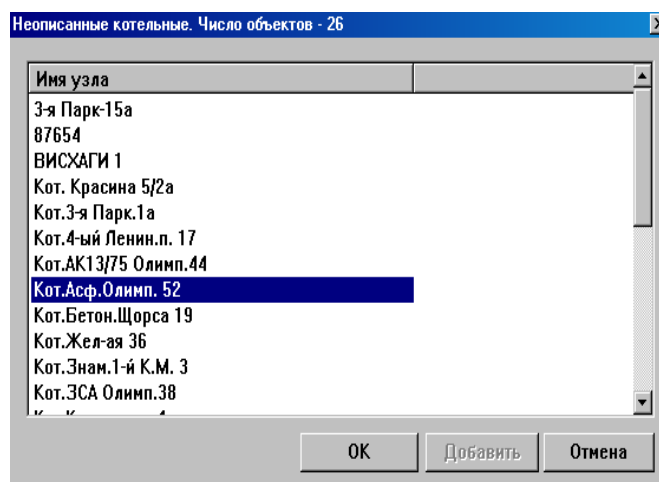 Неописанные котельные. Число объектов - 26
Имя узла
3-я Парк-15а
87654
ВИСХАГИ 1
Кот. Красина 5/2а
Кот.3-я Парк.1а
Кот.4-ый Ленин.п. 17
Кот.АК13/75 Олимп.44
Кот.Асф.Олимп. 52
Кот.Бетон.Щорса 19
Кот.Жел-ая 36
Кот.Знам.1-й К.М. 3
Кот.ЗСА Олимп.38
OK
Добавить
Отмена